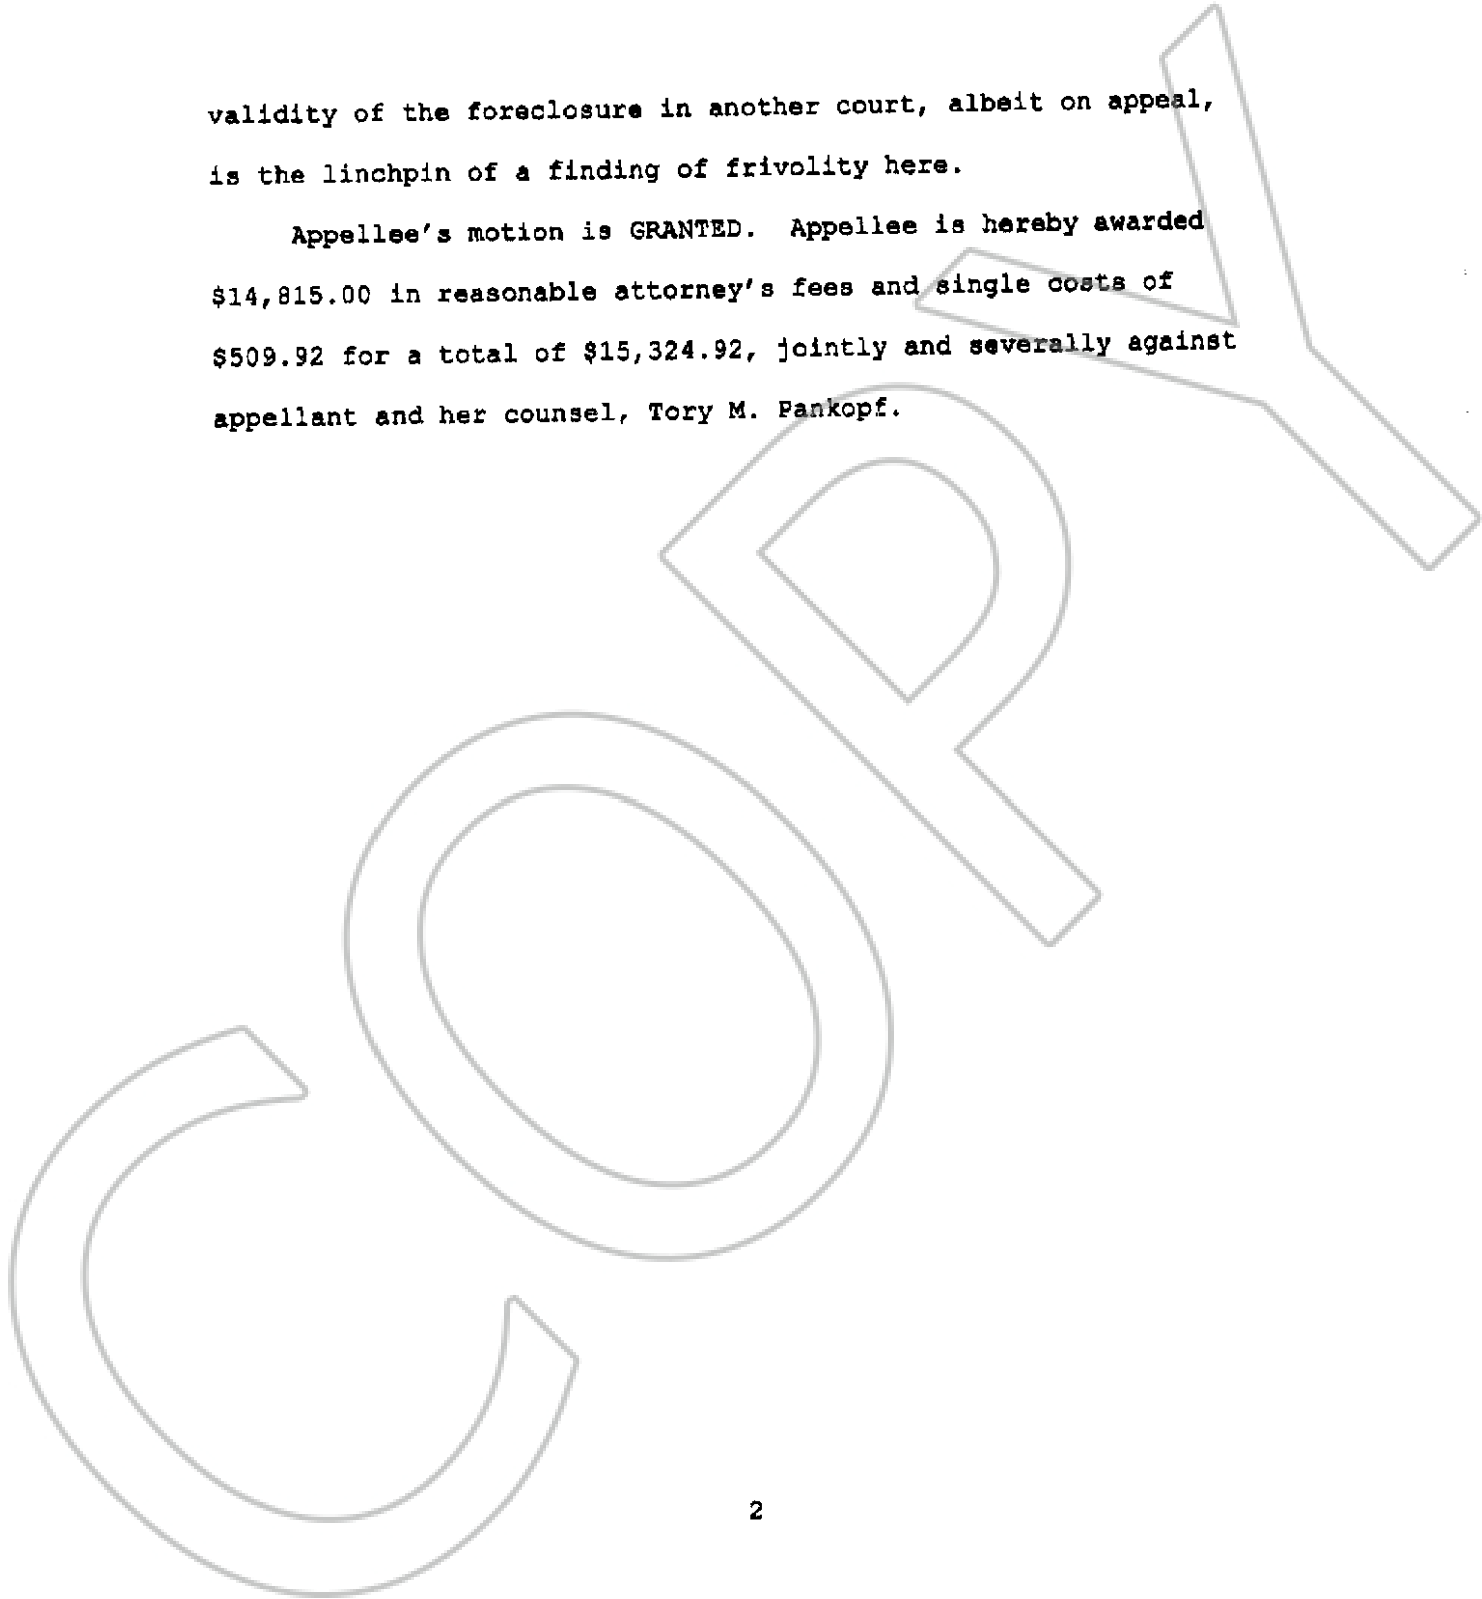 validity of the foreclosure in another court, albeit on appeal,
is the linchpin of a finding of frivolity here.
Appellee's motion is GRANTED. Appellee is hereby awarded
$14,815.00 in reasonable attorney's fees and single costs of
$509.92 for a total of $15,324.92, jointly and severally against
appellant and her counsel, Tory M. Pankopf.
COPY
2